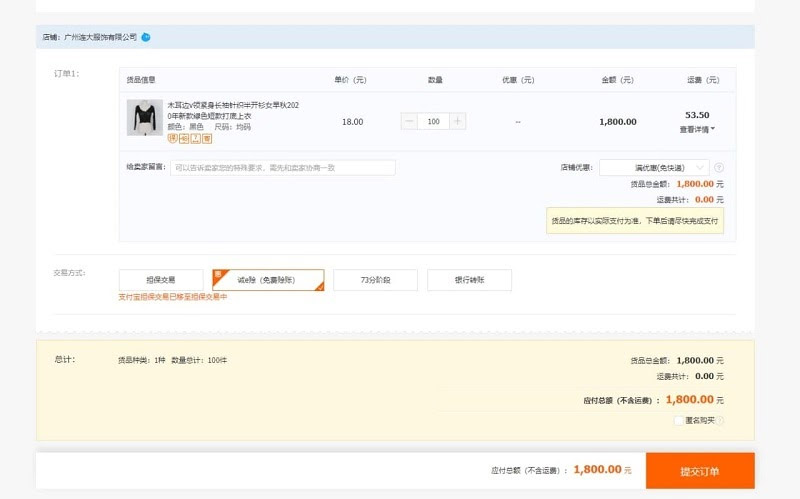 店铺：广州连大服饰有限公司
订单1：
货品信息 单价（元） 数量 优惠（元） 金额（元） 运费（元）
木耳边v领紧身长袖针织半开衫女早秋202
0年新款绿色短款打底上衣
颜色：黑色 尺码：均码
18.00 — 100 + -- 1,800.00 53.50
查看详情
给卖家留言： 可以告诉卖家您的特殊要求，需先和卖家协商一致
店铺优惠： 满优惠(免快递) ?
货品总金额： 1,800.00 元
运费共计： 0.00 元
货品的库存以实际支付为准，下单后请尽快完成支付
交易方式： 担保交易 惠 诚e赊（免费赊账） 73分阶段 银行转账
支付宝担保交易已移至担保交易中
总计： 货品种类：1种 数量总计：100件
货品总金额： 1,800.00 元
运费共计： 0.00 元
应付总额（不含运费）： 1,800.00 元
匿名购买 ?
应付总额（不含运费）： 1,800.00 元 提交订单